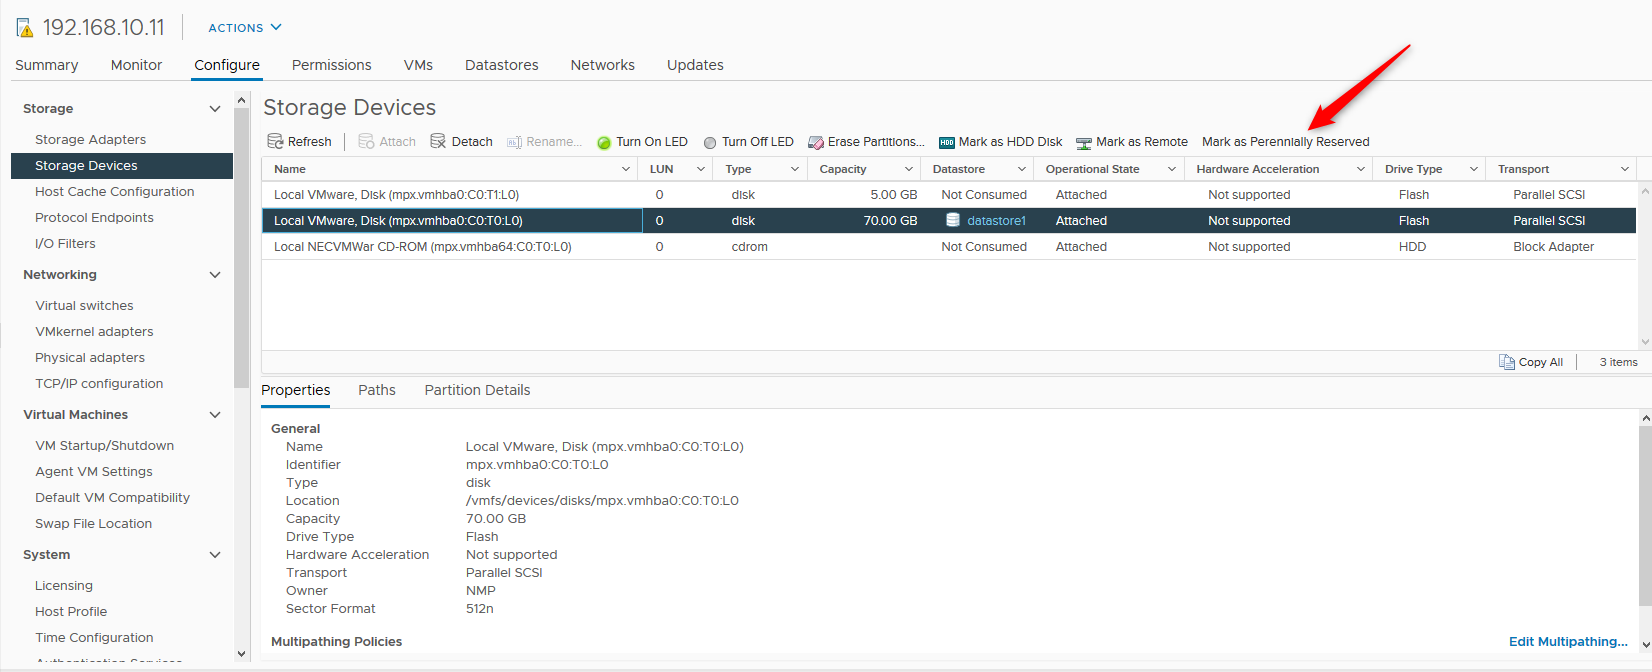 192.168.10.11 ACTIONS
Summary Monitor Configure Permissions VMs Datastores Networks Updates
Storage
Storage Adapters
Storage Devices
Host Cache Configuration
Protocol Endpoints
I/O Filters
Networking
Virtual switches
VMkernel adapters
Physical adapters
TCP/IP configuration
Virtual Machines
VM Startup/Shutdown
Agent VM Settings
Default VM Compatibility
Swap File Location
System
Licensing
Host Profile
Time Configuration
Authentication Services
Storage Devices
Refresh Attach Detach Rename... Turn On LED Turn Off LED Erase Partitions... HDD Mark as HDD Disk Mark as Remote Mark as Perennially Reserved
Name LUN Type Capacity Datastore Operational State Hardware Acceleration Drive Type Transport
Local VMware, Disk (mpx.vmhba0:C0:T1:L0) 0 disk 5.00 GB Not Consumed Attached Not supported Flash Parallel SCSI
Local VMware, Disk (mpx.vmhba0:C0:T0:L0) 0 disk 70.00 GB datastore1 Attached Not supported Flash Parallel SCSI
Local NECVMWar CD-ROM (mpx.vmhba64:C0:T0:L0) 0 cdrom Not Consumed Attached Not supported HDD Block Adapter
Copy All 3 items
Properties Paths Partition Details
General
Name Local VMware, Disk (mpx.vmhba0:C0:T0:L0)
Identifier mpx.vmhba0:C0:T0:L0
Type disk
Location /vmfs/devices/disks/mpx.vmhba0:C0:T0:L0
Capacity 70.00 GB
Drive Type Flash
Hardware Acceleration Not supported
Transport Parallel SCSI
Owner NMP
Sector Format 512n
Multipathing Policies Edit Multipathing...